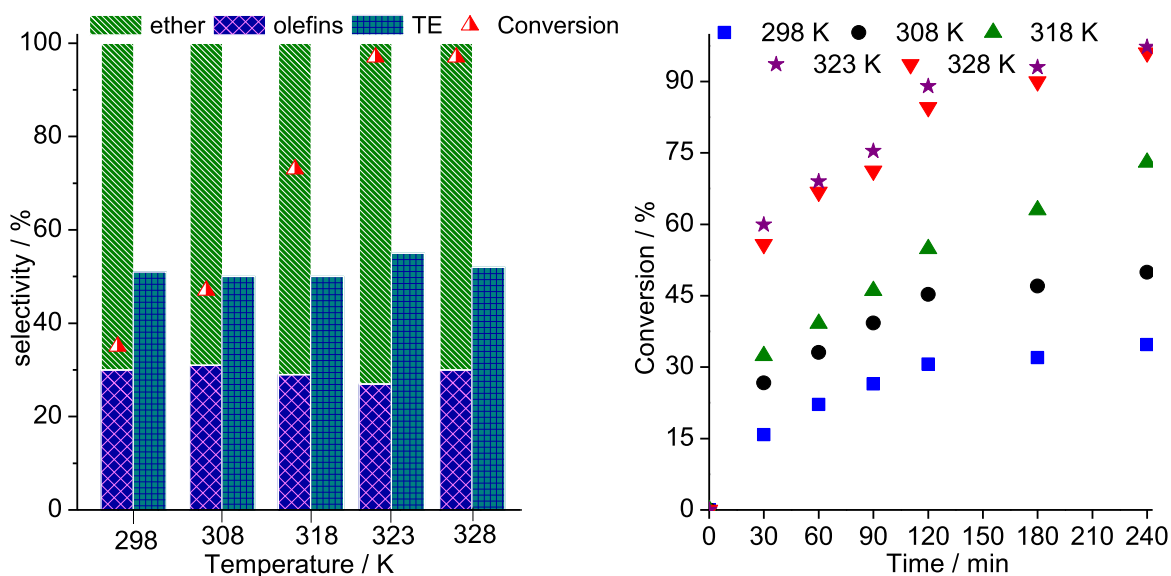 ether olefins TE Conversion
100
80
60
40
20
0
selectivity / %
298 308 318 323 328
Temperature / K
298 K 308 K 318 K
323 K 328 K
90
75
60
45
30
15
0
Conversion / %
0 30 60 90 120 150 180 210 240
Time / min